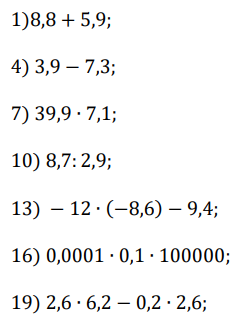 1)8,8 + 5,9;
4) 3,9 − 7,3;
7) 39,9 · 7,1;
10) 8,7: 2,9;
13)  − 12 · (−8,6) − 9,4;
16) 0,0001 · 0,1 · 100000;
19) 2,6 · 6,2 − 0,2 · 2,6;